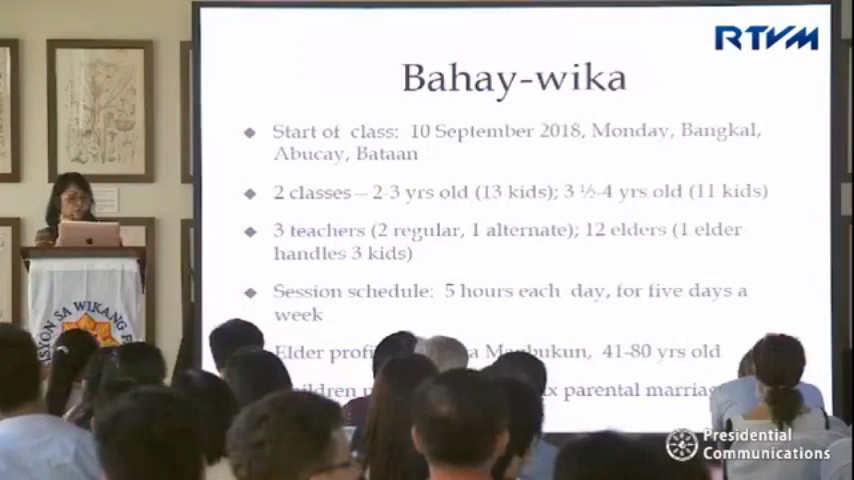 RTVM
Bahay-wika
Start of class: 10 September 2018, Monday, Bangkal,
Abucay, Bataan
2 classes – 2-3 yrs old (13 kids); 3 ½-4 yrs old (11 kids)
3 teachers (2 regular, 1 alternate); 12 elders (1 elder
handles 3 kids)
Session schedule: 5 hours each day, for five days a
week
Elder 41-80 yrs old
parental
SA WIKANG
Presidential
Communications